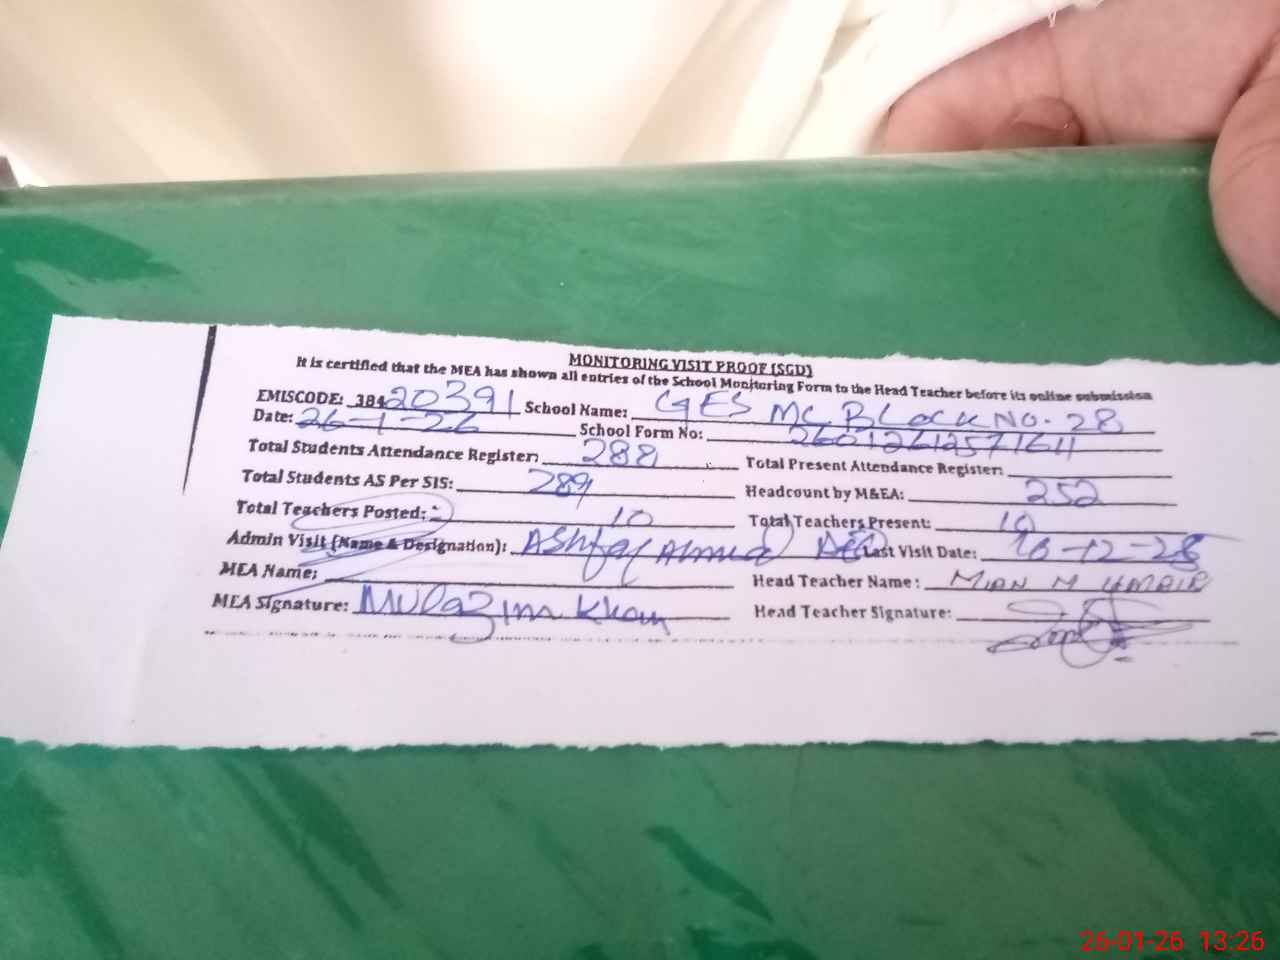 MONITORING VISIT PROOF (SGD)
It is certified that the MEA has shown all entries of the School Monitoring Form to the Head Teacher before its online submission
EMISCODE: 38420391 School Name: GES MC Block NO. 28
Date: 26-1-26 School Form No: 26012612571611
Total Students Attendance Register: 288 Total Present Attendance Register:
Total Students AS Per SIS: 289 Headcount by M&EA: 252
Total Teachers Posted: 10 Total Teachers Present: 10
Admin Visit (Name & Designation): Ashfaq Ahmed Last Visit Date:
MEA Name: Head Teacher Name: MIAN M UMAIR
MEA Signature: Mulazim Khan Head Teacher Signature:
26-01-26 13:26